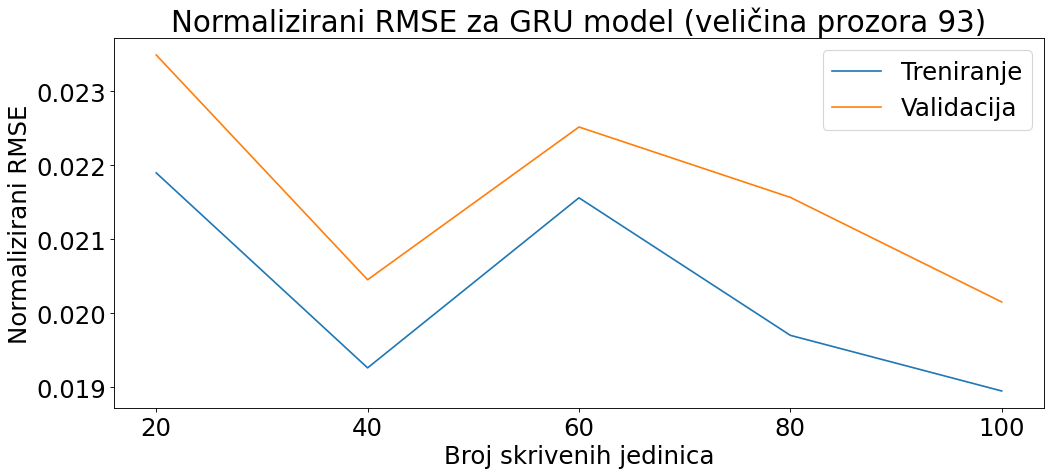 Normalizirani RMSE za GRU model (veličina prozora 93)
Treniranje
Validacija
Normalizirani RMSE
0.023
0.022
0.021
0.020
0.019
20 40 60 80 100
Broj skrivenih jedinica